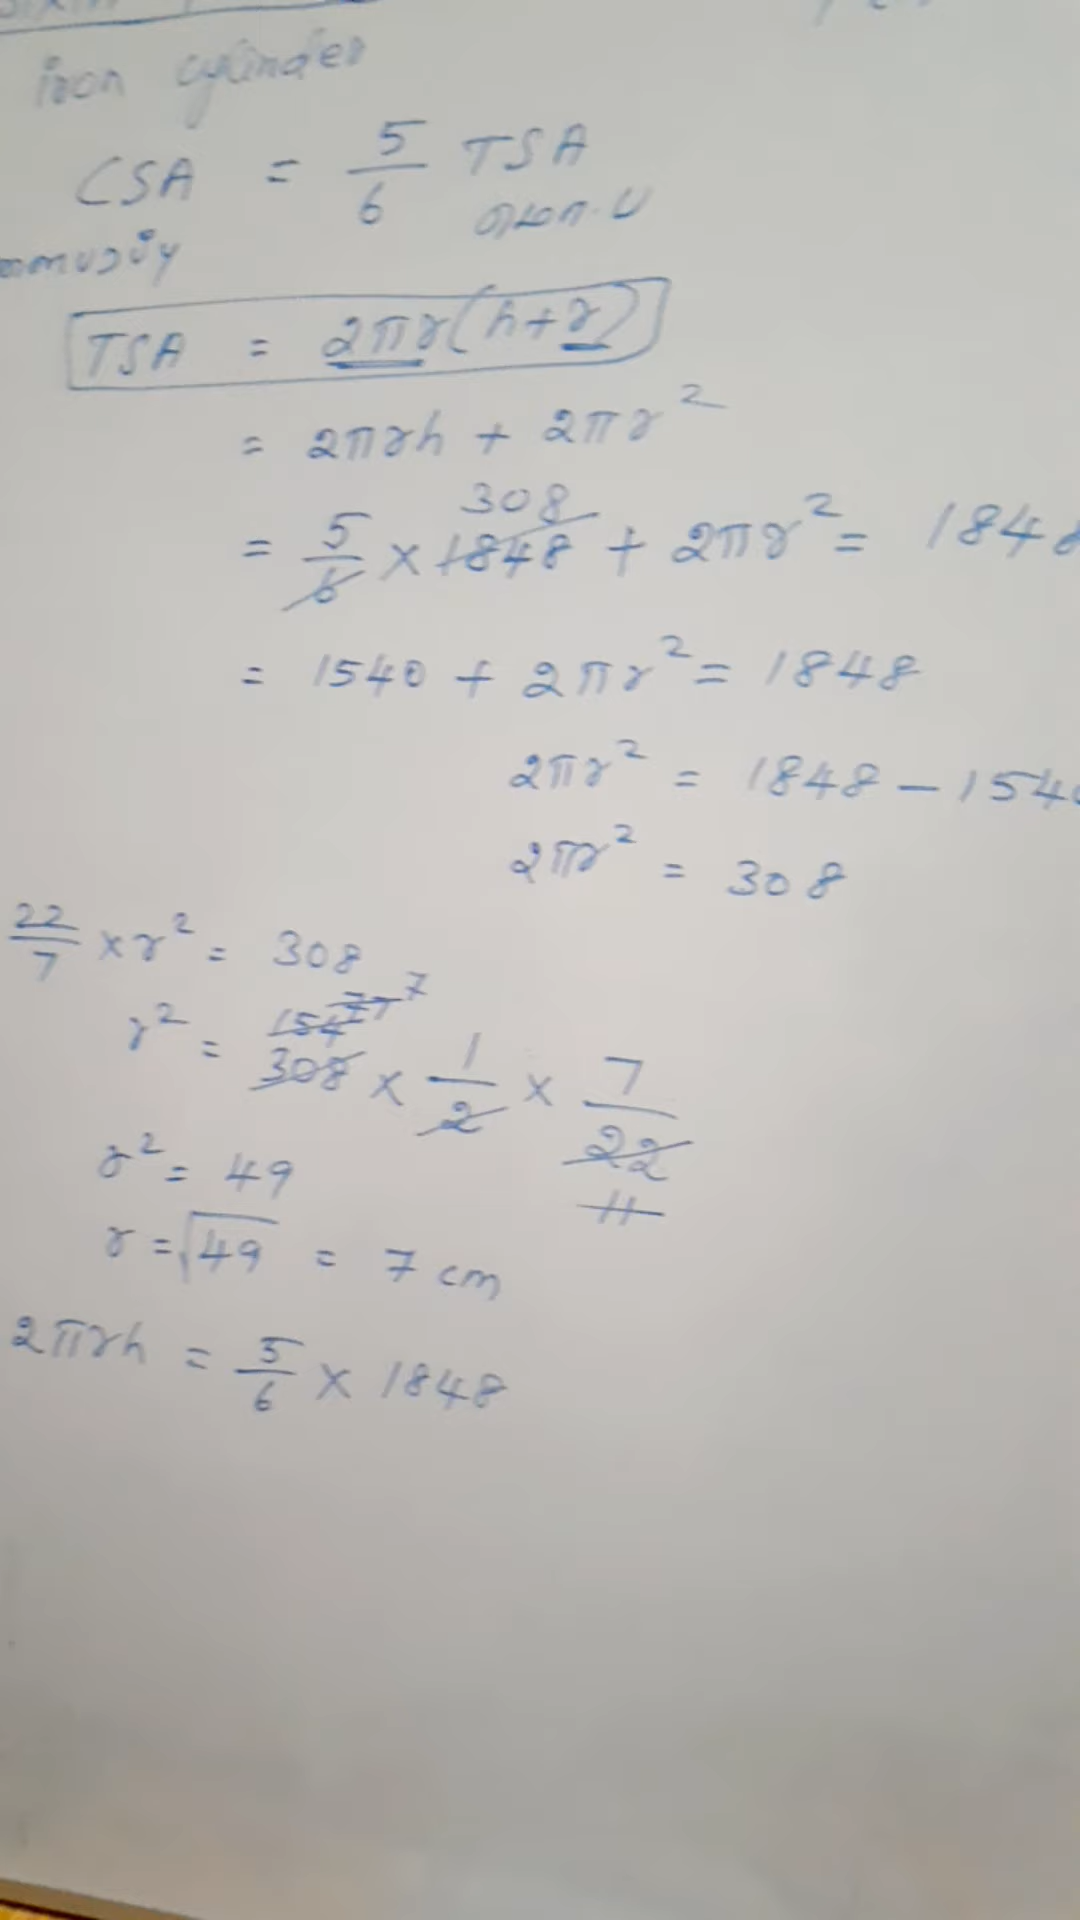 iron cylinder
CSA = 5/6 TSA
TSA = 2πr(h+r)
= 2πrh + 2πr²
308
= 5/6 × 1848 + 2πr² = 1848
= 1540 + 2πr² = 1848
2πr² = 1848 – 1540
2πr² = 308
22/7 × r² = 308
154 77 7
r² = 308 × 1/2 × 7/22
11
r² = 49
r = √49 = 7 cm
2πrh = 5/6 × 1848